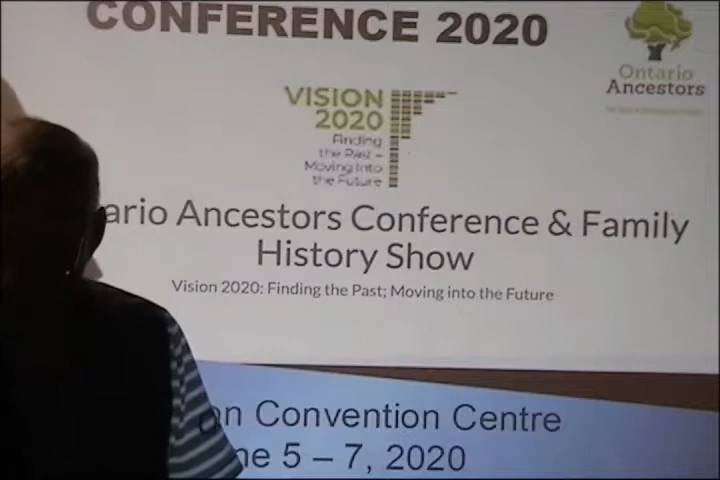 CONFERENCE 2020
Ontario
Ancestors
VISION
2020
Finding
the Past –
Moving Into
the Future
ario Ancestors Conference & Family
History Show
Vision 2020: Finding the Past; Moving into the Future
on Convention Centre
ne 5 – 7, 2020